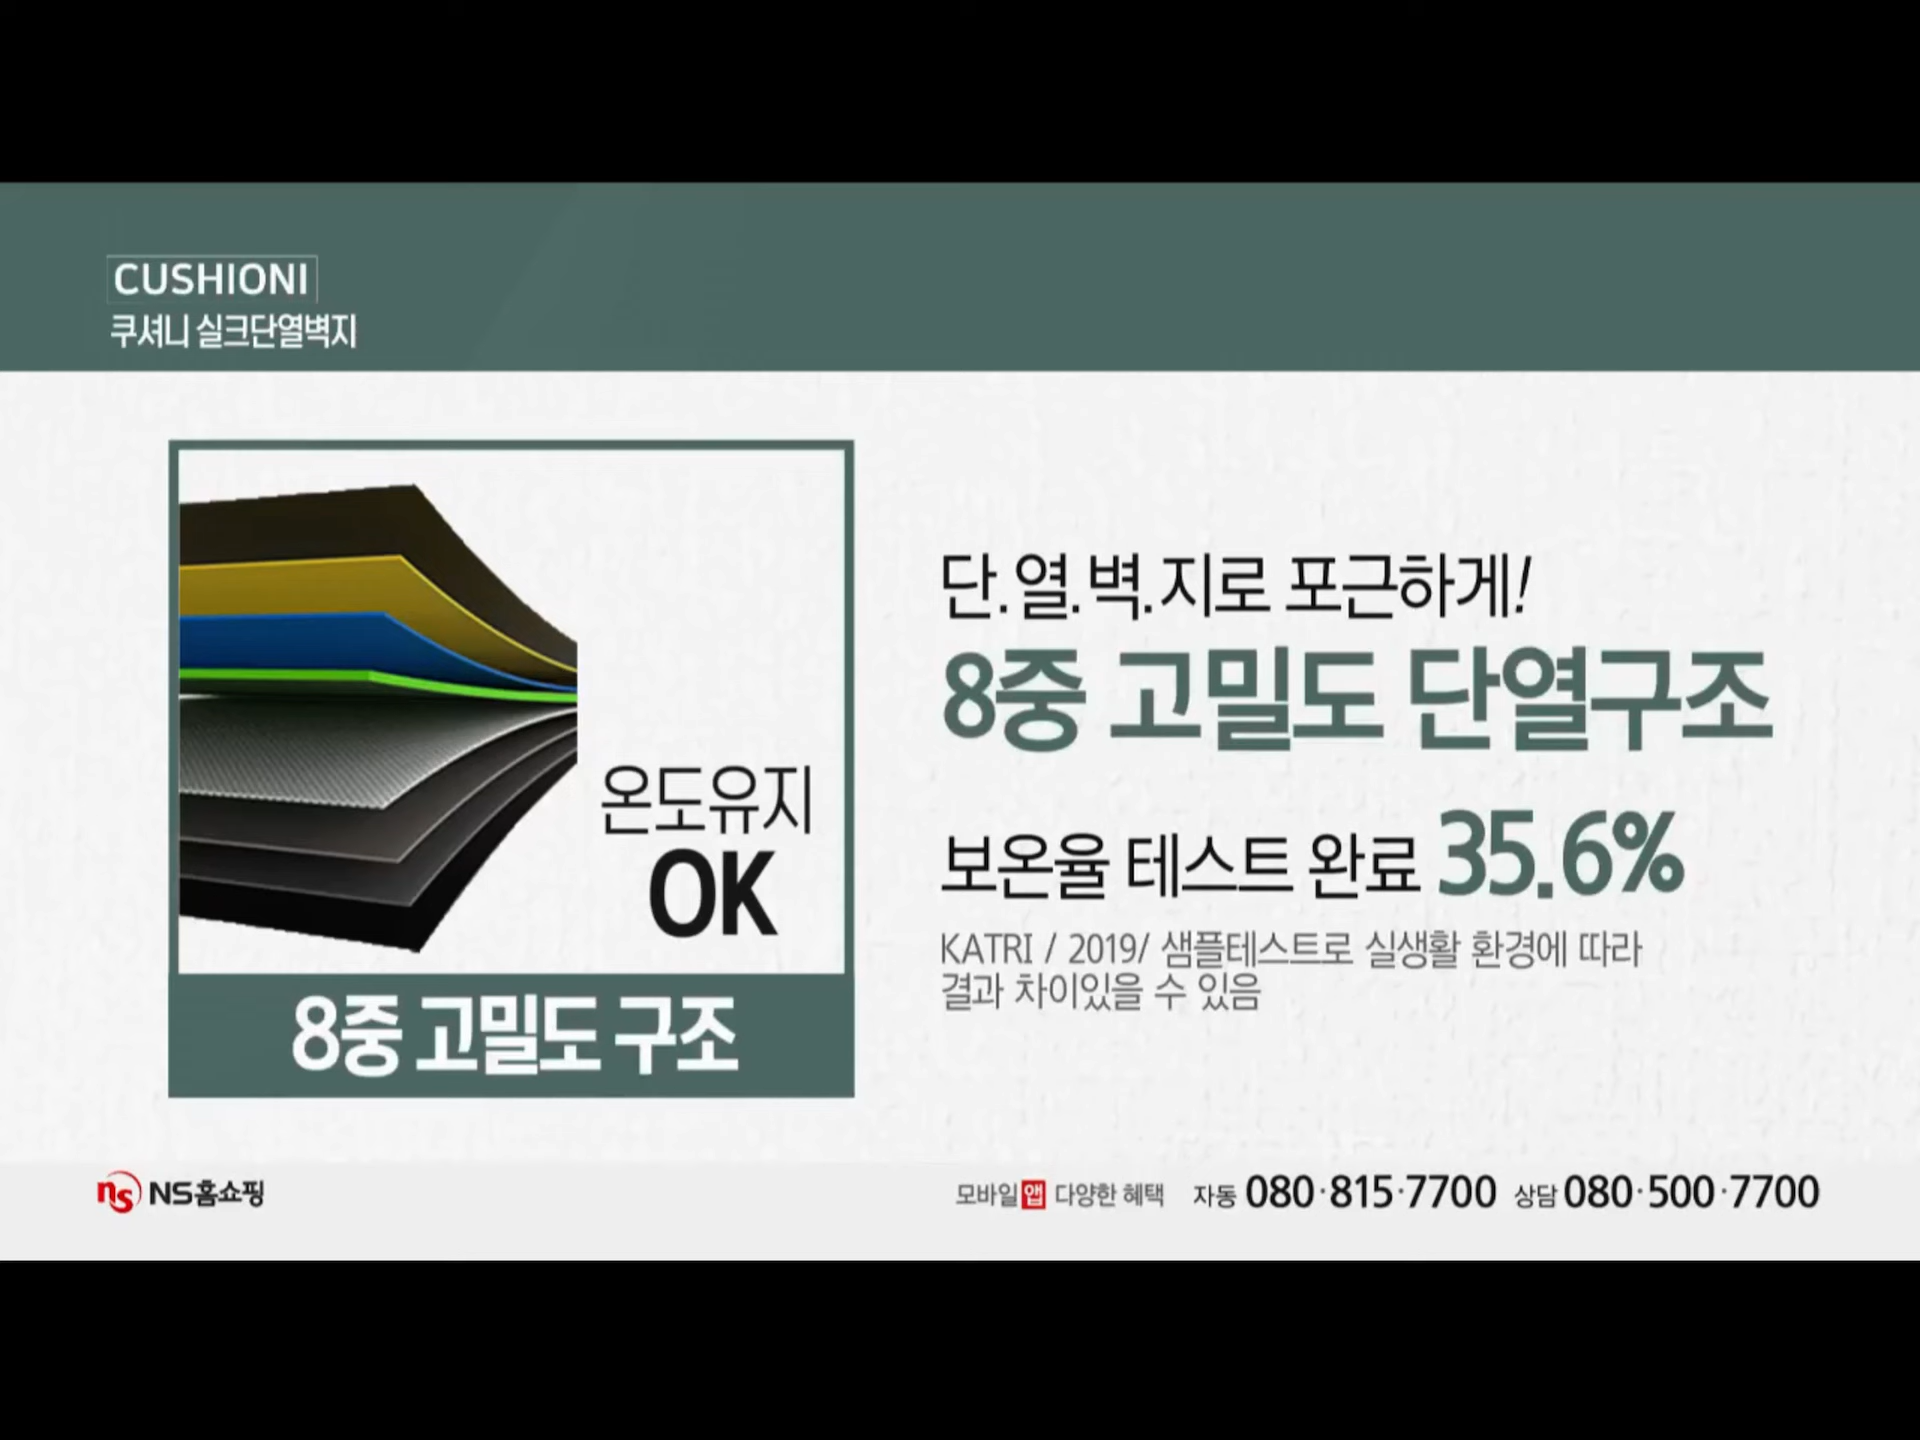 CUSHIONI
쿠셔니 실크단열벽지
온도유지
OK
8중 고밀도 구조
단.열.벽.지로 포근하게!
8중 고밀도 단열구조
보온율 테스트 완료 35.6%
KATRI / 2019/ 샘플테스트로 실생활 환경에 따라
결과 차이있을 수 있음
ns NS홈쇼핑
모바일앱 다양한 혜택 자동 080·815·7700 상담 080·500·7700